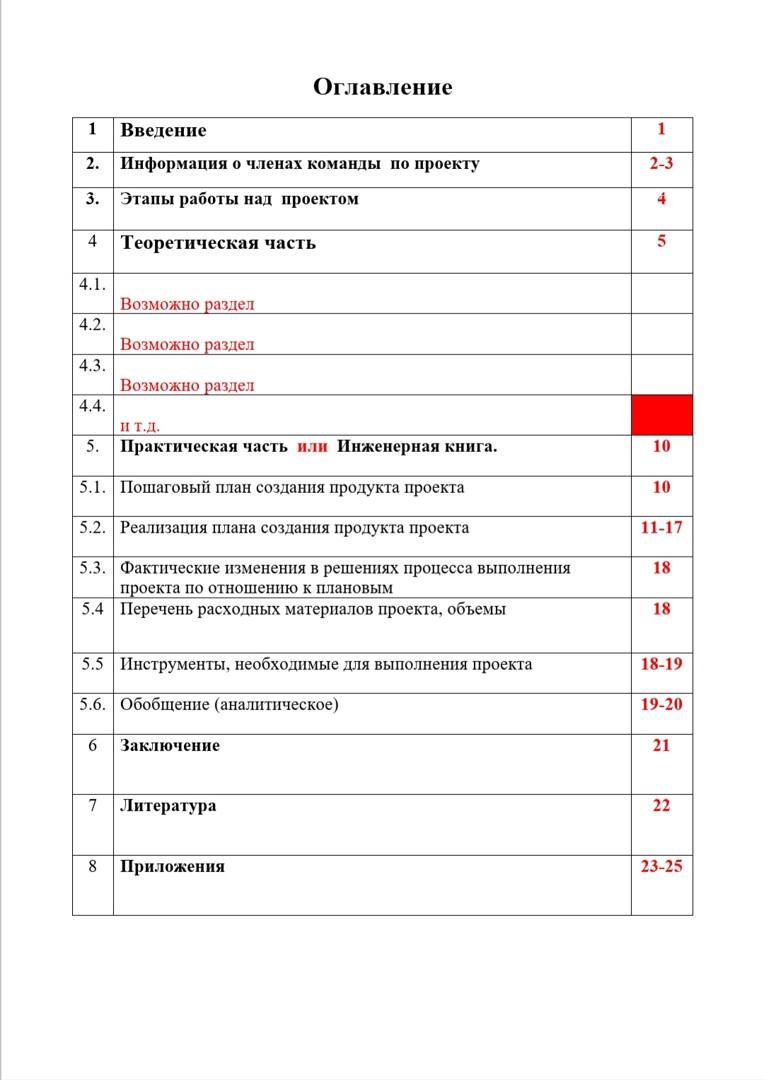 Оглавление
1 Введение 1
2. Информация о членах команды по проекту 2-3
3. Этапы работы над проектом 4
4 Теоретическая часть 5
4.1.
Возможно раздел
4.2.
Возможно раздел
4.3.
Возможно раздел
4.4.
и т.д.
5. Практическая часть или Инженерная книга. 10
5.1. Пошаговый план создания продукта проекта 10
5.2. Реализация плана создания продукта проекта 11-17
5.3. Фактические изменения в решениях процесса выполнения 18
проекта по отношению к плановым
5.4 Перечень расходных материалов проекта, объемы 18
5.5 Инструменты, необходимые для выполнения проекта 18-19
5.6. Обобщение (аналитическое) 19-20
6 Заключение 21
7 Литература 22
8 Приложения 23-25